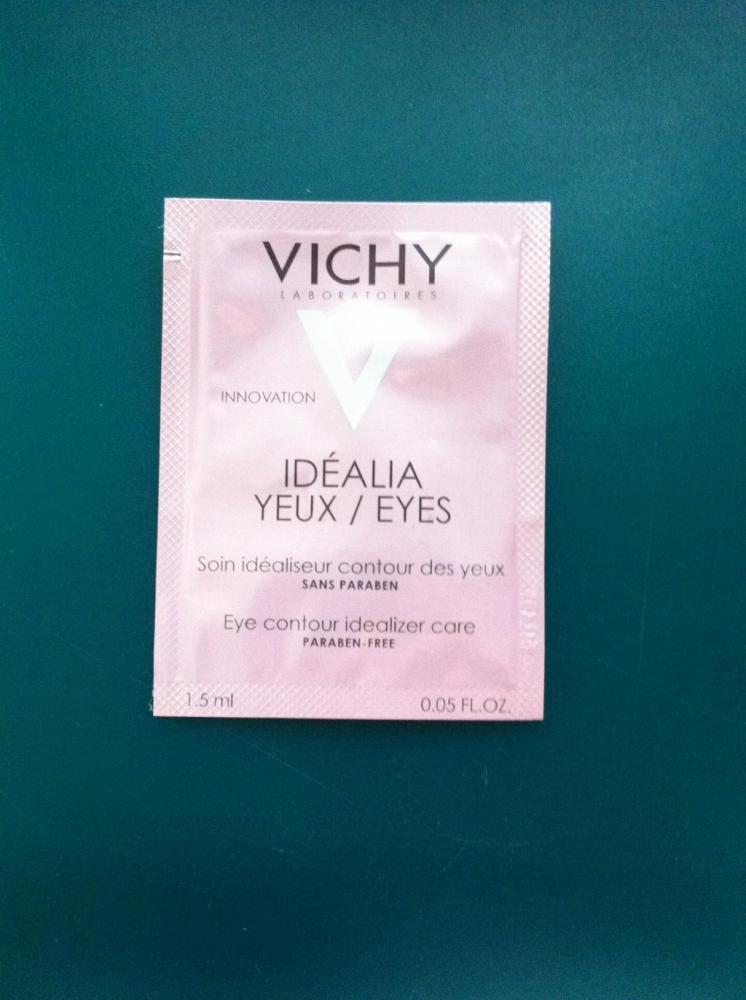 VICHY
LABORATOIRES
INNOVATION
IDÉALIA
YEUX / EYES
Soin idéaliseur contour des yeux
SANS PARABEN
Eye contour idealizer care
PARABEN-FREE
1.5 ml 0.05 FL.OZ.